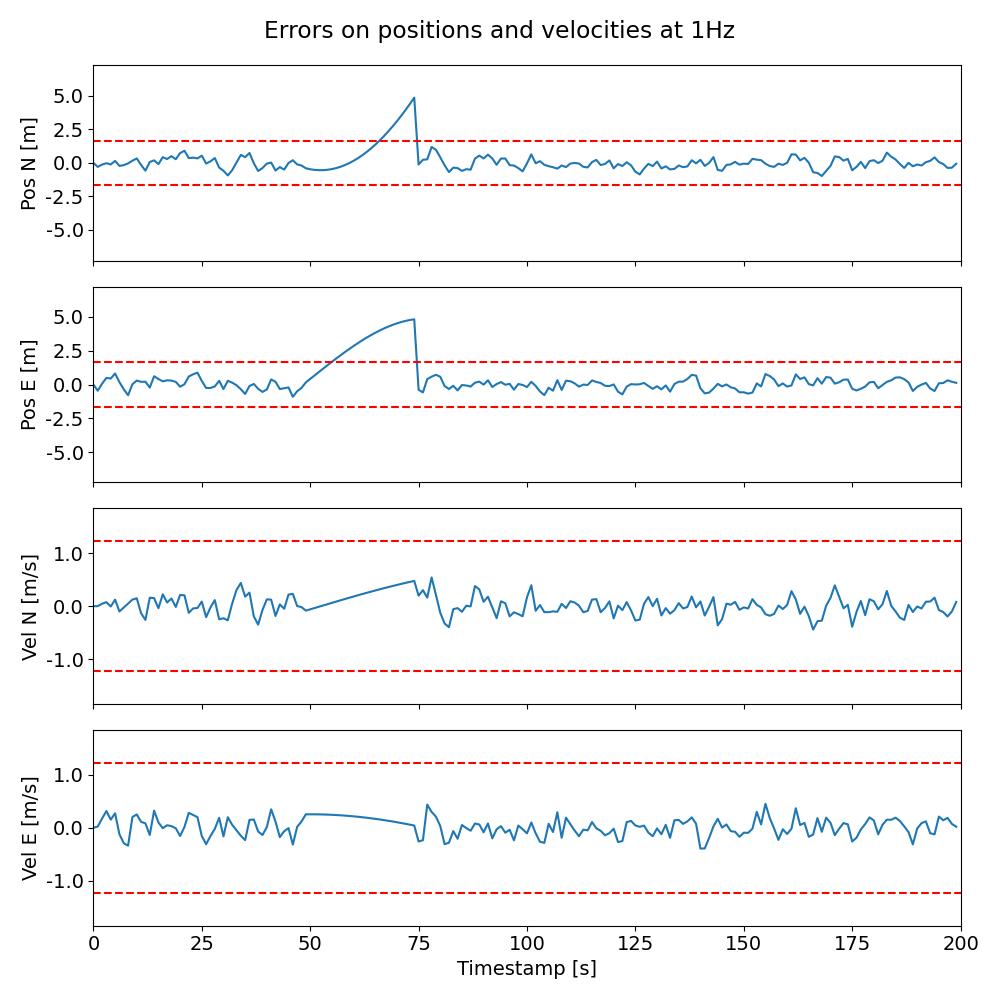 Errors on positions and velocities at 1Hz
Pos N [m]
5.0
2.5
0.0
-2.5
-5.0
Pos E [m]
5.0
2.5
0.0
-2.5
-5.0
Vel N [m/s]
1.0
0.0
-1.0
Vel E [m/s]
1.0
0.0
-1.0
0 25 50 75 100 125 150 175 200
Timestamp [s]